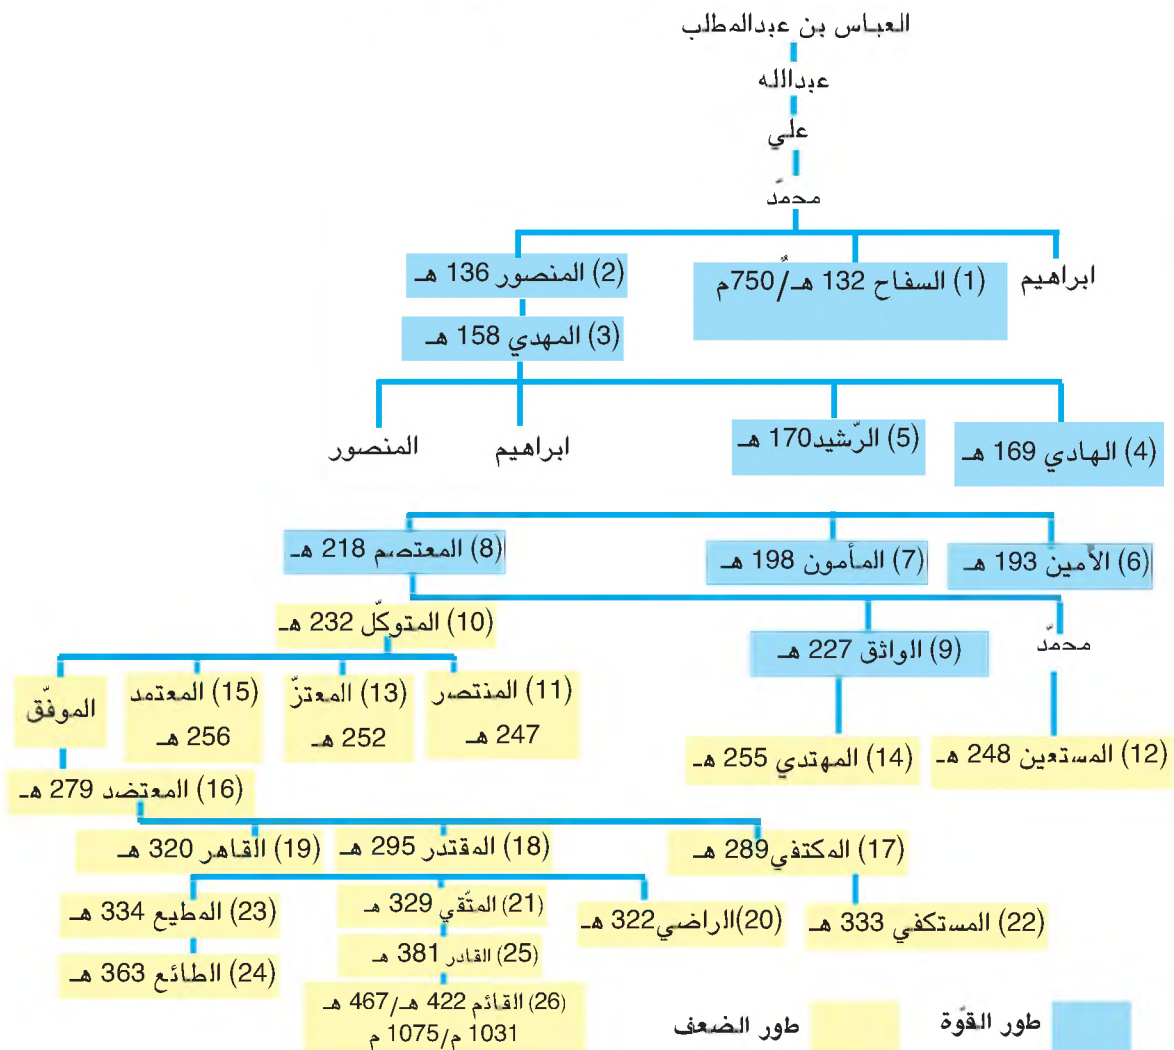 العباس بن عبدالمطلب
عبدالله
علي
محمّد
ابراهيم
(1) السفاح 132 هـ/750م
(2) المنصور 136 هـ
(3) المهدي 158 هـ
(4) الهادي 169 هـ
(5) الرّشيد170 هـ
ابراهيم
المنصور
(6) الأمين 193 هـ
(7) المأمون 198 هـ
(8) المعتصم 218 هـ
محمّد
(9) الواثق 227 هـ
(10) المتوكّل 232 هـ
(11) المنتصر
247 هـ
(13) المعتزّ
252 هـ
(15) المعتمد
256 هـ
الموفّق
(12) المستعين 248 هـ
(14) المهتدي 255 هـ
(16) المعتضد 279 هـ
(17) المكتفي289 هـ
(18) المقتدر 295 هـ
(19) القاهر 320 هـ
(22) المستكفي 333 هـ
(20)الراضي322 هـ
(21) المتّقي 329 هـ
(23) المطيع 334 هـ
(25) القادر 381 هـ
(24) الطائع 363 هـ
(26) القائم 422 هـ/467 هـ
1031 م/1075 م
طور القوّة
طور الضعف